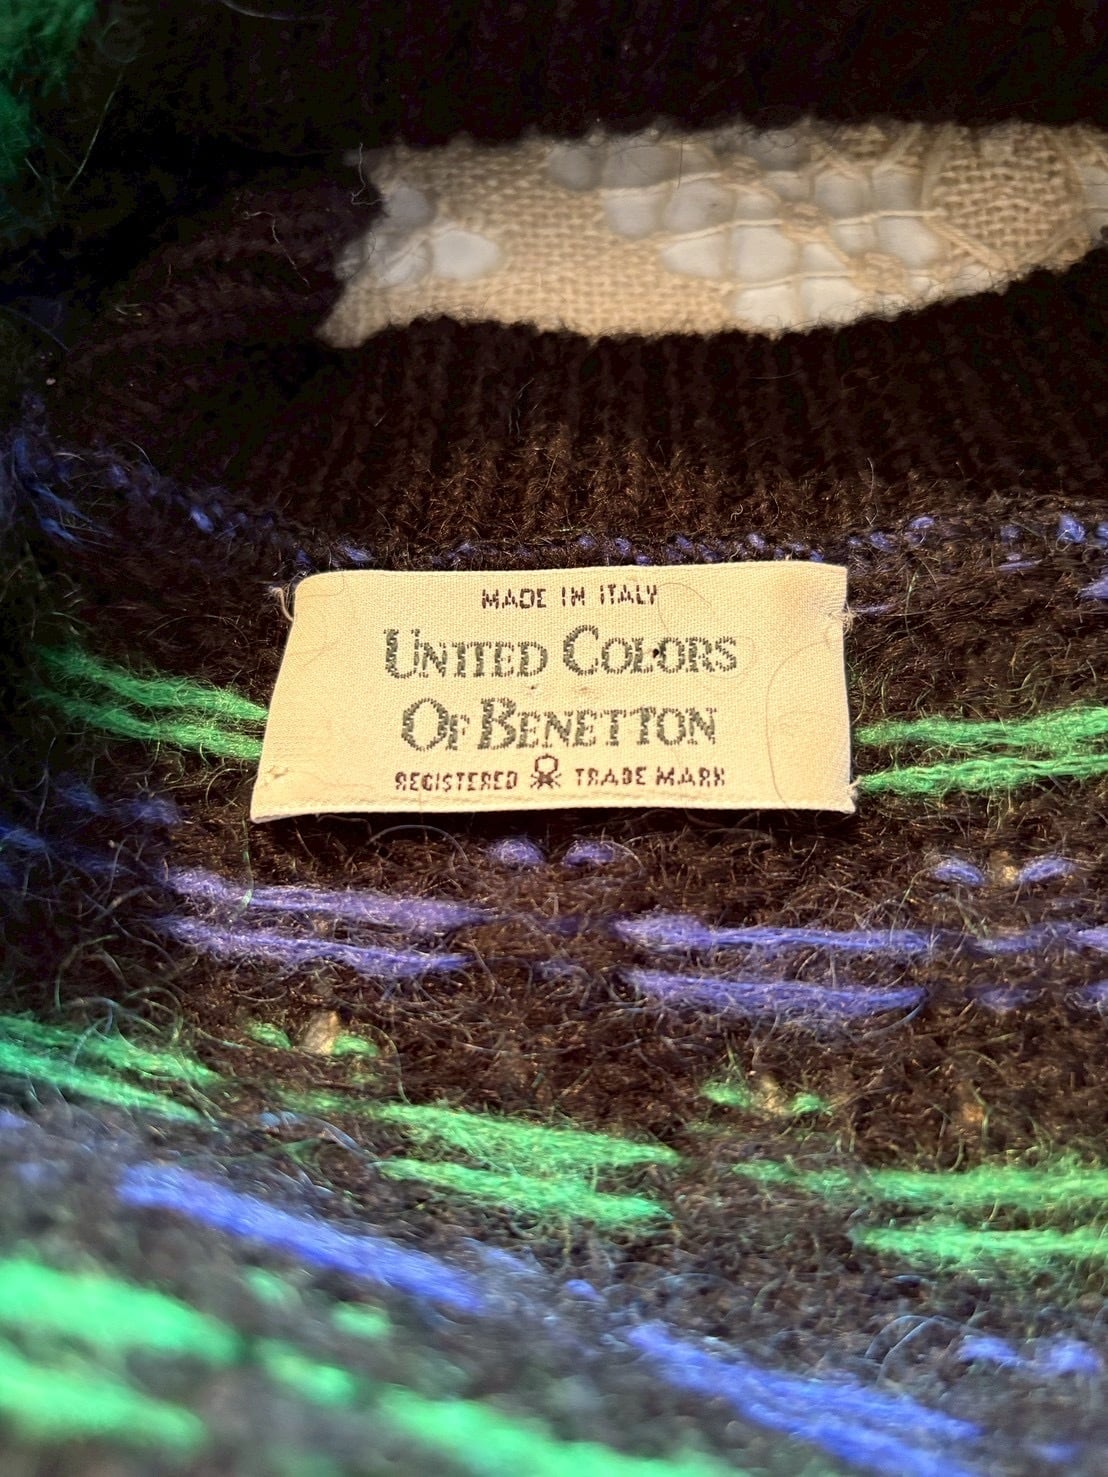 MADE IN ITALY
UNITED COLORS
OF BENETTON
REGISTERED TRADE MARK